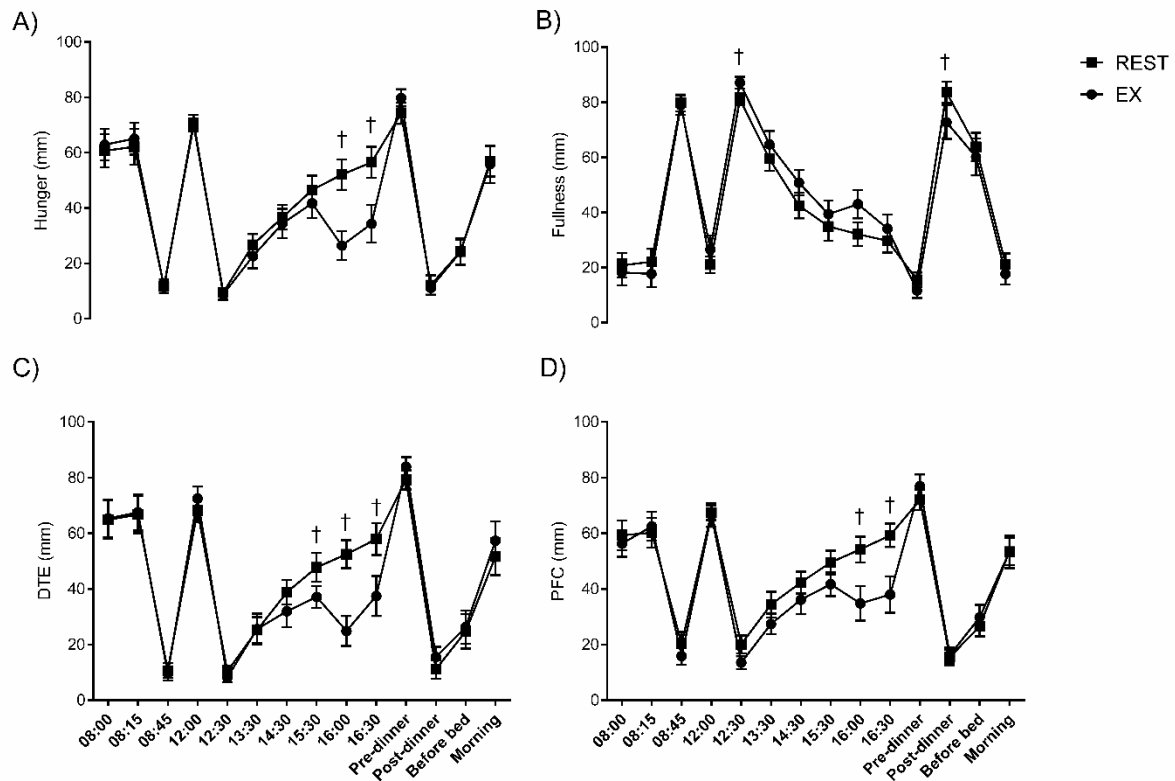 A)
B)
REST
EX
100
80
60
40
20
0
Hunger (mm)
† †
100
80
60
40
20
0
Fullness (mm)
† †
C)
D)
100
80
60
40
20
0
DTE (mm)
† † †
08:00 08:15 08:45 12:00 12:30 13:30 14:30 15:30 16:00 16:30 Pre-dinner Post-dinner Before bed Morning
100
80
60
40
20
0
PFC (mm)
† †
08:00 08:15 08:45 12:00 12:30 13:30 14:30 15:30 16:00 16:30 Pre-dinner Post-dinner Before bed Morning